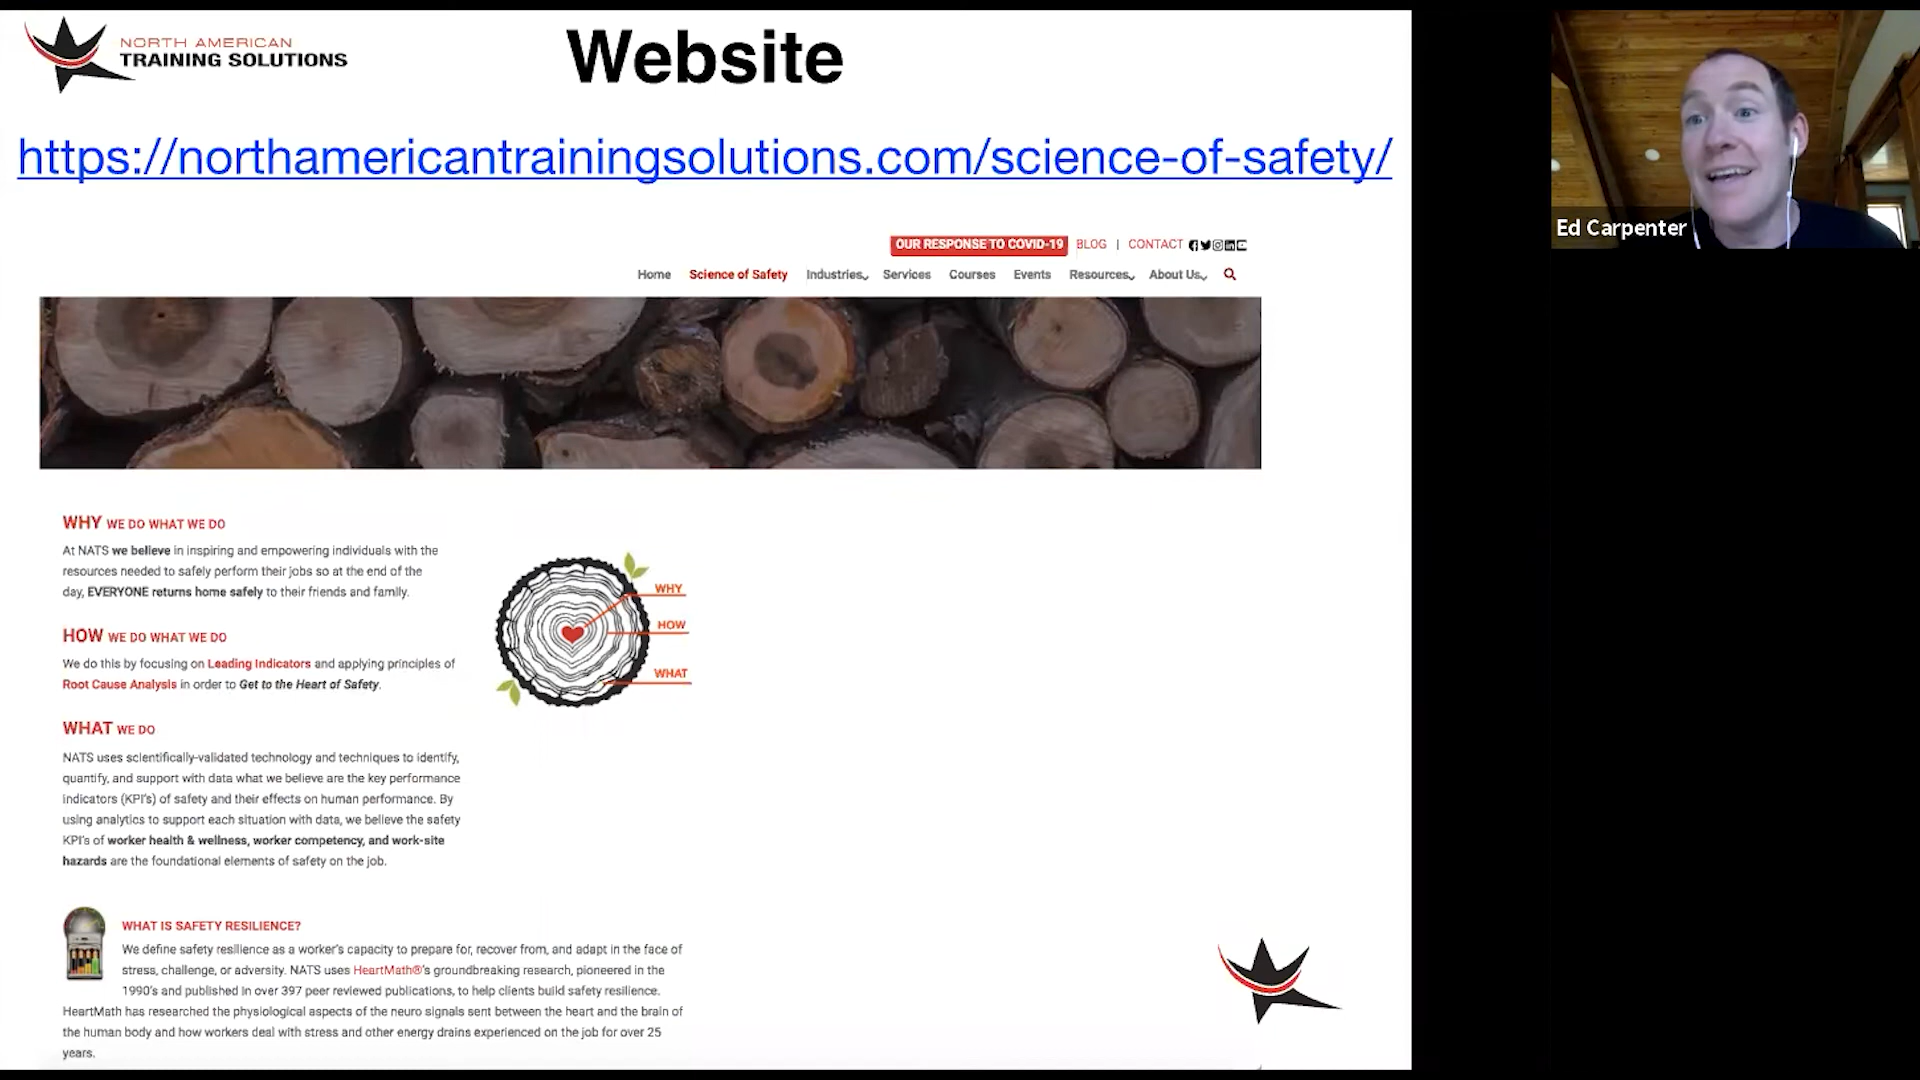 NORTH AMERICAN
TRAINING SOLUTIONS
Website
https://northamericantrainingsolutions.com/science-of-safety/
Ed Carpenter
OUR RESPONSE TO COVID-19 BLOG | CONTACT
Home Science of Safety Industries Services Courses Events Resources About Us
WHY WE DO WHAT WE DO
At NATS we believe in inspiring and empowering individuals with the
resources needed to safely perform their jobs so at the end of the
day, EVERYONE returns home safely to their friends and family.
HOW WE DO WHAT WE DO
We do this by focusing on Leading Indicators and applying principles of
Root Cause Analysis in order to Get to the Heart of Safety.
WHY
HOW
WHAT
WHAT WE DO
NATS uses scientifically-validated technology and techniques to identify,
quantify, and support with data what we believe are the key performance
indicators (KPI's) of safety and their effects on human performance. By
using analytics to support each situation with data, we believe the safety
KPI's of worker health & wellness, worker competency, and work-site
hazards are the foundational elements of safety on the job.
WHAT IS SAFETY RESILIENCE?
We define safety resilience as a worker's capacity to prepare for, recover from, and adapt in the face of
stress, challenge, or adversity. NATS uses HeartMath®'s groundbreaking research, pioneered in the
1990's and published in over 397 peer reviewed publications, to help clients build safety resilience.
HeartMath has researched the physiological aspects of the neuro signals sent between the heart and the brain of
the human body and how workers deal with stress and other energy drains experienced on the job for over 25
years.